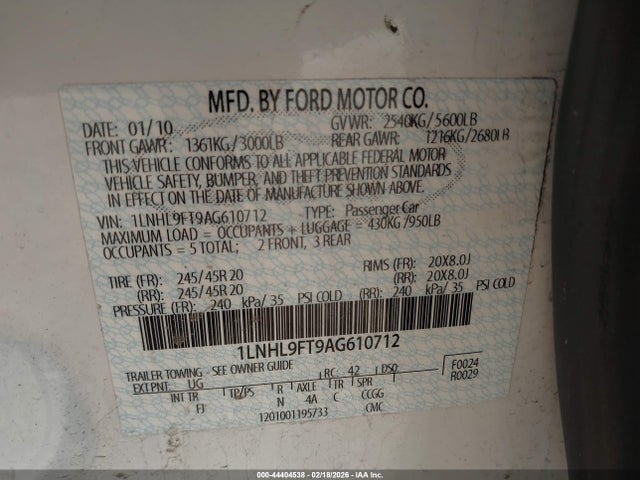 MFD. BY FORD MOTOR CO.
DATE: 01/10 GVWR: 2540KG/5600LB
FRONT GAWR: 1361KG/3000LB REAR GAWR: 1216KG/2680LB
THIS VEHICLE CONFORMS TO ALL APPLICABLE FEDERAL MOTOR
VEHICLE SAFETY, BUMPER, AND THEFT PREVENTION STANDARDS
IN EFFECT ON THE DATE OF MANUFACTURE SHOWN ABOVE.
VIN: 1LNHL9FT9AG610712 TYPE: Passenger Car
MAXIMUM LOAD = OCCUPANTS + LUGGAGE = 430KG/950LB
OCCUPANTS = 5 TOTAL; 2 FRONT, 3 REAR
TIRE (FR): 245/45R 20 RIMS (FR): 20X8.0J
(RR): 245/45R 20 (RR): 20X8.0J
PRESSURE (FR): 240 kPa/35 PSI COLD (RR): 240 kPa/35 PSI COLD
1LNHL9FT9AG610712
TRAILER TOWING - SEE OWNER GUIDE
EXT PNT: UG RC: 42 DSO: F0024
INT TR TP/PS R AXLE TR SPR R0029
FJ N 4A C CCGG
1201001195733 CMC
000-44404538 - 02/18/2026 - IAA Inc.